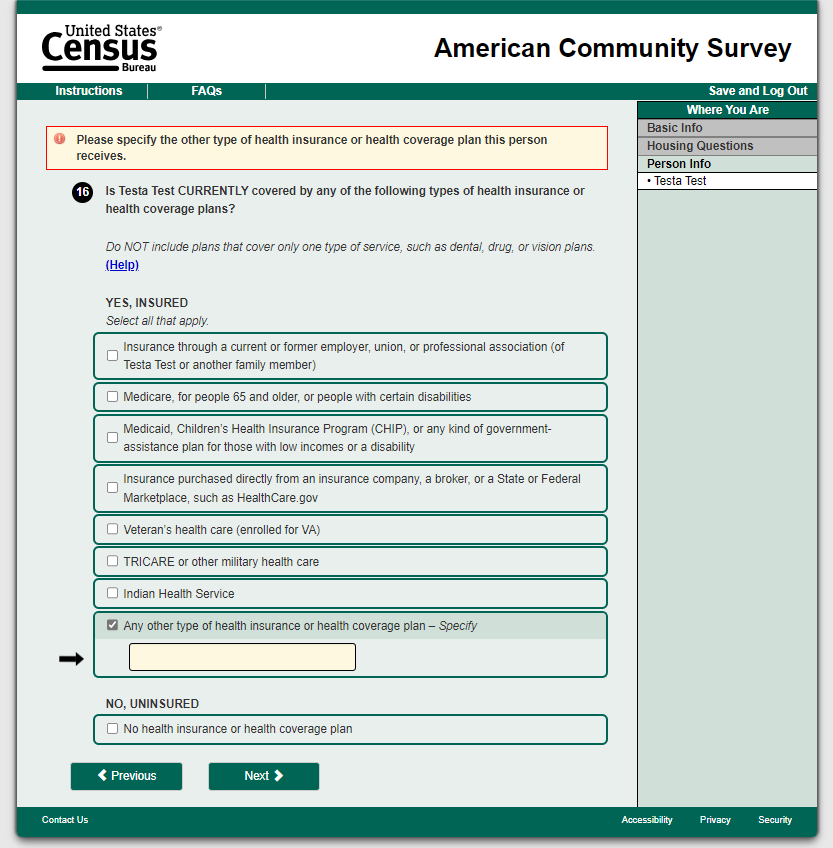 United States®
Census
Bureau
American Community Survey
Instructions
FAQs
Save and Log Out
Where You Are
Basic Info
Housing Questions
Person Info
• Testa Test
Please specify the other type of health insurance or health coverage plan this person
receives.
16 Is Testa Test CURRENTLY covered by any of the following types of health insurance or
health coverage plans?
Do NOT include plans that cover only one type of service, such as dental, drug, or vision plans.
(Help)
YES, INSURED
Select all that apply.
Insurance through a current or former employer, union, or professional association (of
Testa Test or another family member)
Medicare, for people 65 and older, or people with certain disabilities
Medicaid, Children’s Health Insurance Program (CHIP), or any kind of government-
assistance plan for those with low incomes or a disability
Insurance purchased directly from an insurance company, a broker, or a State or Federal
Marketplace, such as HealthCare.gov
Veteran’s health care (enrolled for VA)
TRICARE or other military health care
Indian Health Service
Any other type of health insurance or health coverage plan – Specify
NO, UNINSURED
No health insurance or health coverage plan
Previous
Next
Contact Us
Accessibility
Privacy
Security